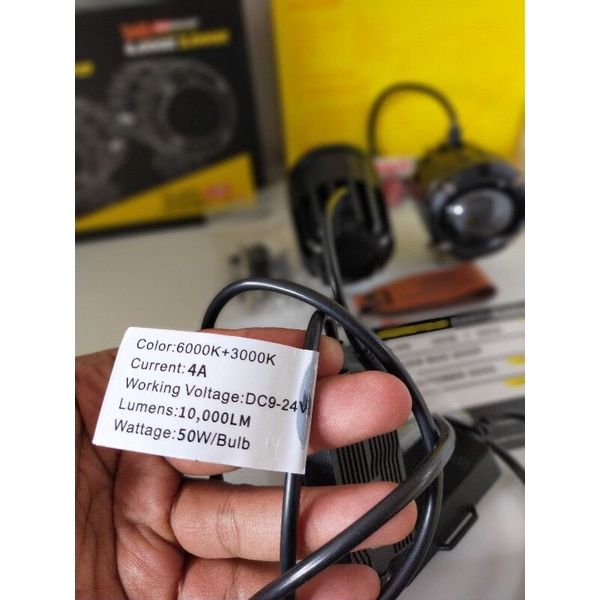 Color:6000K+3000K
Current:4A
Working Voltage:DC9-24V
Lumens:10,000LM
Wattage:50W/Bulb